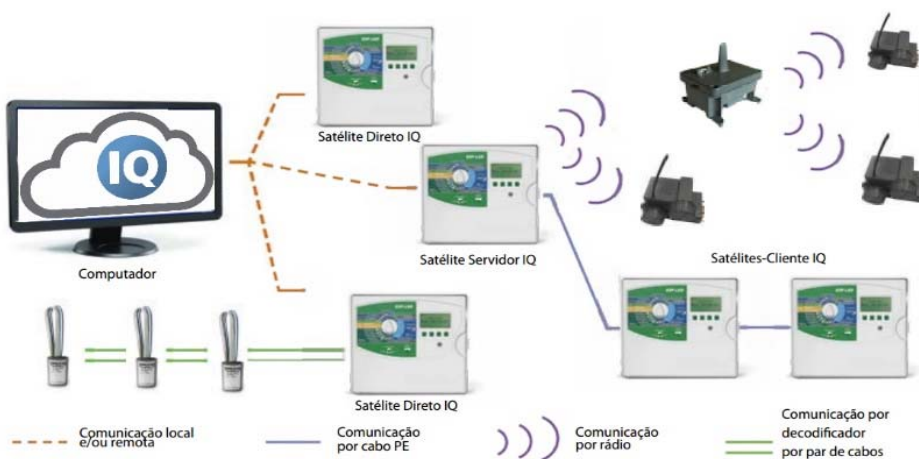 IQ
Satélite Direto IQ
Satélite Servidor IQ
Computador
Satélites-Cliente IQ
Satélite Direto IQ
Comunicação local
e/ou remota
Comunicação
por cabo PE
Comunicação
por rádio
Comunicação por
decodificador
por par de cabos